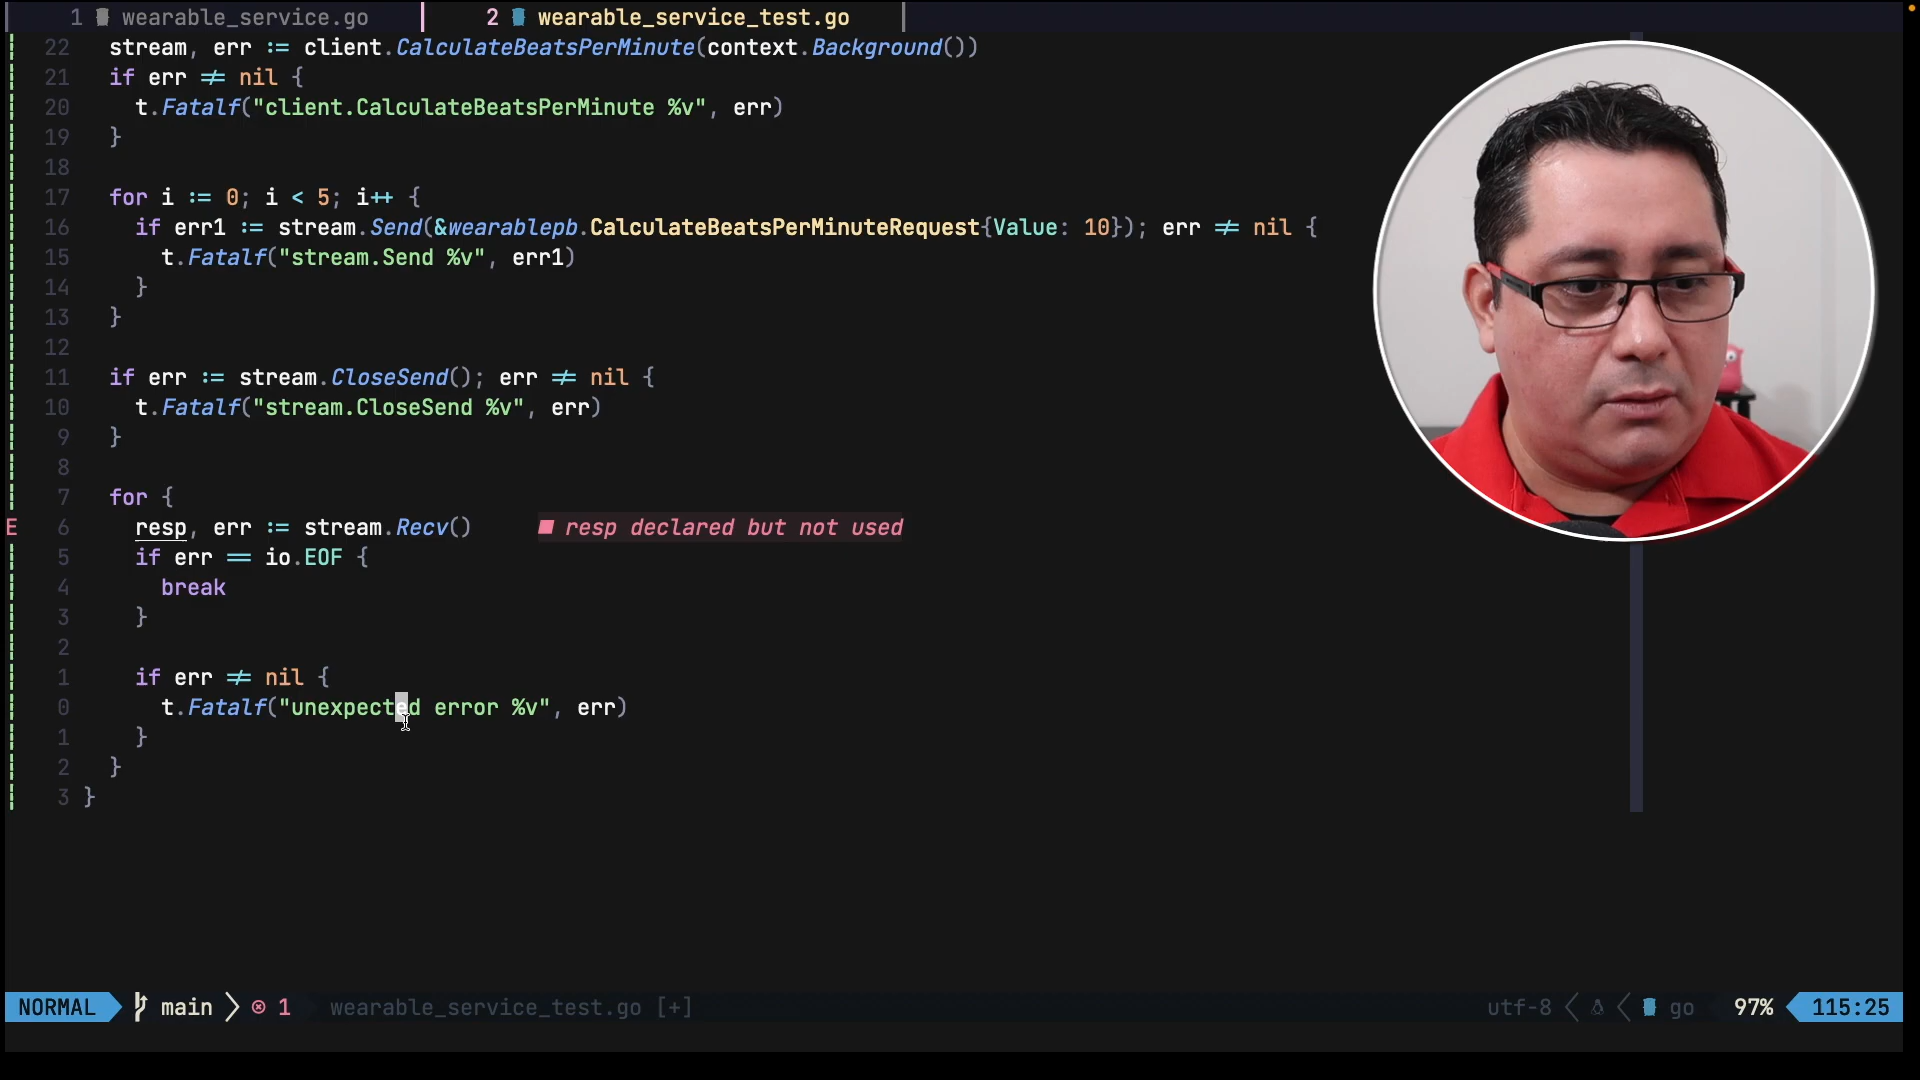 1 wearable_service.go 2 wearable_service_test.go
22 stream, err := client.CalculateBeatsPerMinute(context.Background())
21 if err != nil {
20 t.Fatalf("client.CalculateBeatsPerMinute %v", err)
19 }
18
17 for i := 0; i < 5; i++ {
16 if err1 := stream.Send(&wearablepb.CalculateBeatsPerMinuteRequest{Value: 10}); err != nil {
15 t.Fatalf("stream.Send %v", err1)
14 }
13 }
12
11 if err := stream.CloseSend(); err != nil {
10 t.Fatalf("stream.CloseSend %v", err)
9 }
8
7 for {
E 6 resp, err := stream.Recv() ■ resp declared but not used
5 if err == io.EOF {
4 break
3 }
2
1 if err != nil {
0 t.Fatalf("unexpected error %v", err)
1 }
2 }
3 }
NORMAL main 1 wearable_service_test.go [+] utf-8 go 97% 115:25